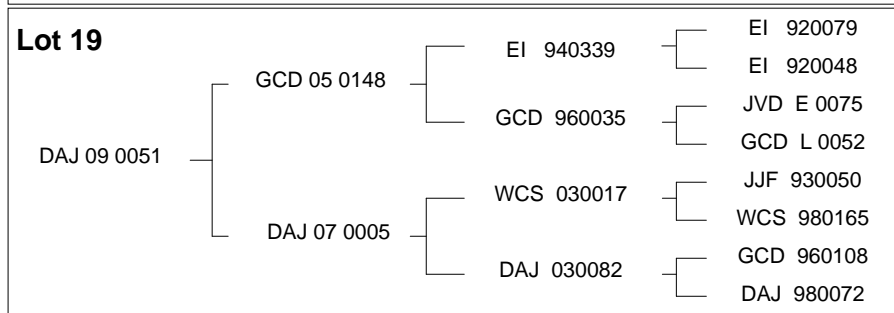 Lot 19
EI 920079
EI 940339
EI 920048
GCD 05 0148
JVD E 0075
GCD 960035
GCD L 0052
DAJ 09 0051
JJF 930050
WCS 030017
WCS 980165
DAJ 07 0005
GCD 960108
DAJ 030082
DAJ 980072